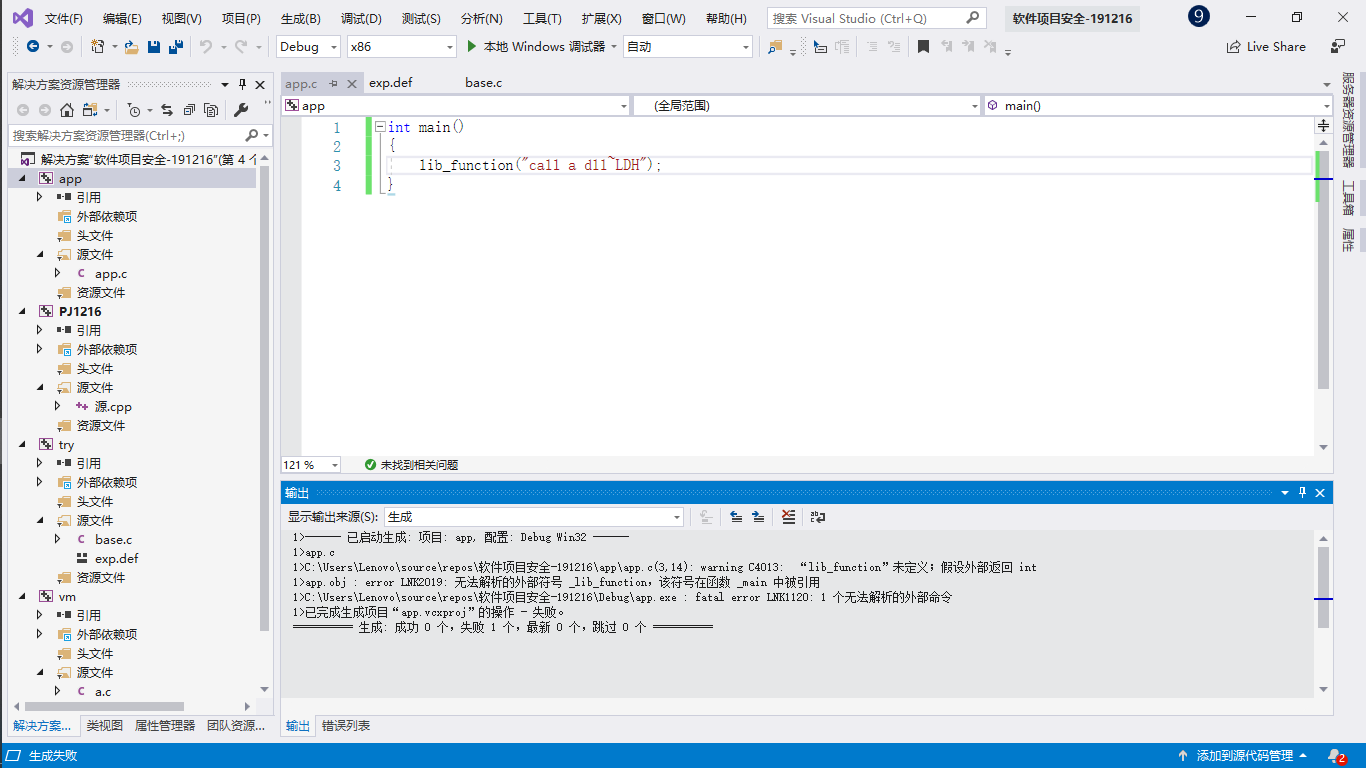 文件(F) 编辑(E) 视图(V) 项目(P) 生成(B) 调试(D) 测试(S) 分析(N) 工具(T) 扩展(X) 窗口(W) 帮助(H) 搜索 Visual Studio (Ctrl+Q) 软件项目安全-191216 9
Debug x86 本地 Windows 调试器 自动 Live Share
解决方案资源管理器
搜索解决方案资源管理器(Ctrl+;)
解决方案"软件项目安全-191216"(第 4 个
app
引用
外部依赖项
头文件
源文件
app.c
资源文件
PJ1216
引用
外部依赖项
头文件
源文件
源.cpp
资源文件
try
引用
外部依赖项
头文件
源文件
base.c
exp.def
资源文件
vm
引用
外部依赖项
头文件
源文件
a.c
解决方案... 类视图 属性管理器 团队资源...
app.c exp.def base.c
app (全局范围) main()
1 int main()
2 {
3 lib_function("call a dll~LDH");
4 }
121 % 未找到相关问题
输出
显示输出来源(S): 生成
1>------ 已启动生成: 项目: app, 配置: Debug Win32 ------
1>app.c
1>C:\Users\Lenovo\source\repos\软件项目安全-191216\app\app.c(3,14): warning C4013: “lib_function”未定义；假设外部返回 int
1>app.obj : error LNK2019: 无法解析的外部符号 _lib_function，该符号在函数 _main 中被引用
1>C:\Users\Lenovo\source\repos\软件项目安全-191216\Debug\app.exe : fatal error LNK1120: 1 个无法解析的外部命令
1>已完成生成项目“app.vcxproj”的操作 - 失败。
========== 生成: 成功 0 个，失败 1 个，最新 0 个，跳过 0 个 ==========
输出 错误列表
服务器资源管理器
工具箱
属性
生成失败 添加到源代码管理 2